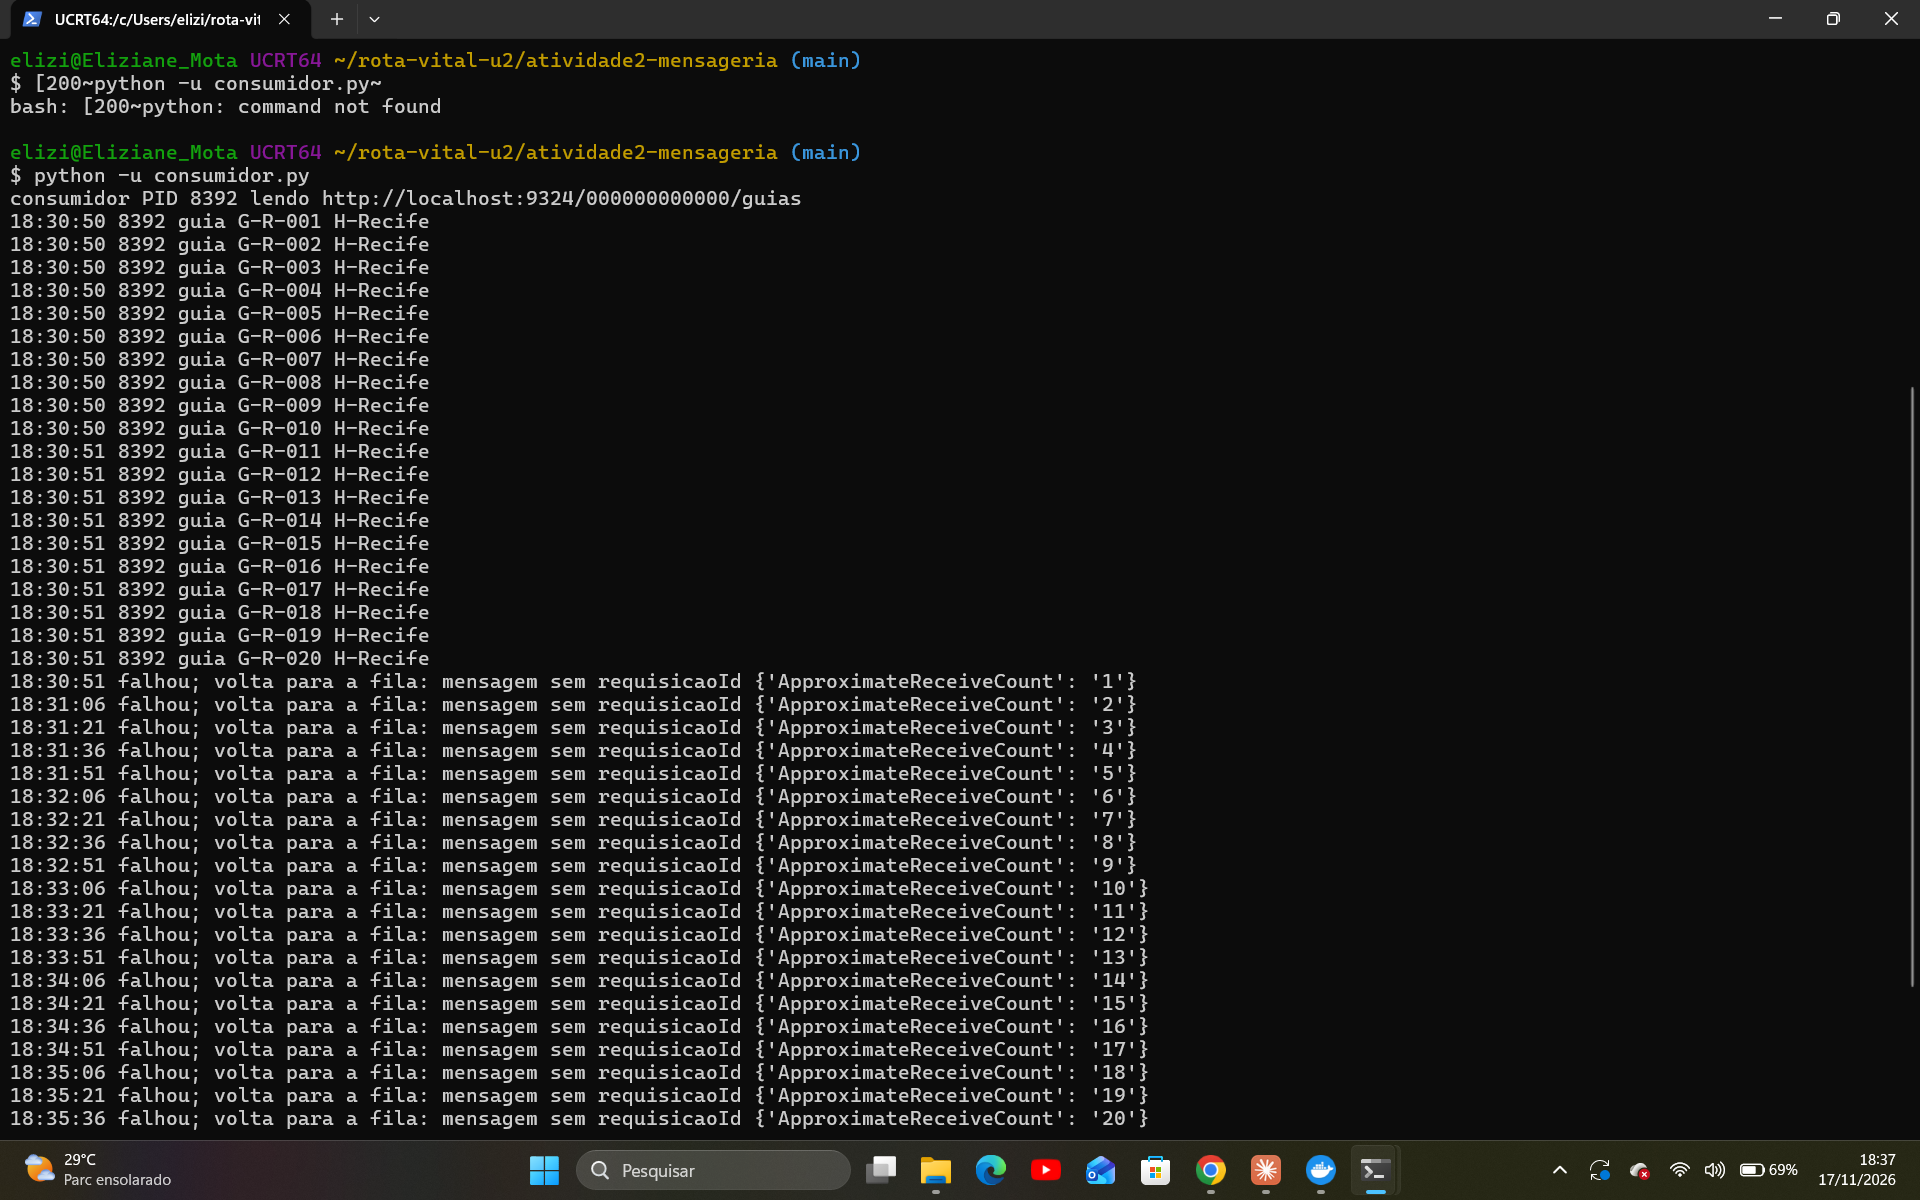 UCRT64:/c/Users/elizi/rota-vit
elizi@Eliziane_Mota UCRT64 ~/rota-vital-u2/atividade2-mensageria (main)
$ [200~python -u consumidor.py~
bash: [200~python: command not found
elizi@Eliziane_Mota UCRT64 ~/rota-vital-u2/atividade2-mensageria (main)
$ python -u consumidor.py
consumidor PID 8392 lendo http://localhost:9324/000000000000/guias
18:30:50 8392 guia G-R-001 H-Recife
18:30:50 8392 guia G-R-002 H-Recife
18:30:50 8392 guia G-R-003 H-Recife
18:30:50 8392 guia G-R-004 H-Recife
18:30:50 8392 guia G-R-005 H-Recife
18:30:50 8392 guia G-R-006 H-Recife
18:30:50 8392 guia G-R-007 H-Recife
18:30:50 8392 guia G-R-008 H-Recife
18:30:50 8392 guia G-R-009 H-Recife
18:30:50 8392 guia G-R-010 H-Recife
18:30:51 8392 guia G-R-011 H-Recife
18:30:51 8392 guia G-R-012 H-Recife
18:30:51 8392 guia G-R-013 H-Recife
18:30:51 8392 guia G-R-014 H-Recife
18:30:51 8392 guia G-R-015 H-Recife
18:30:51 8392 guia G-R-016 H-Recife
18:30:51 8392 guia G-R-017 H-Recife
18:30:51 8392 guia G-R-018 H-Recife
18:30:51 8392 guia G-R-019 H-Recife
18:30:51 8392 guia G-R-020 H-Recife
18:30:51 falhou; volta para a fila: mensagem sem requisicaoId {'ApproximateReceiveCount': '1'}
18:31:06 falhou; volta para a fila: mensagem sem requisicaoId {'ApproximateReceiveCount': '2'}
18:31:21 falhou; volta para a fila: mensagem sem requisicaoId {'ApproximateReceiveCount': '3'}
18:31:36 falhou; volta para a fila: mensagem sem requisicaoId {'ApproximateReceiveCount': '4'}
18:31:51 falhou; volta para a fila: mensagem sem requisicaoId {'ApproximateReceiveCount': '5'}
18:32:06 falhou; volta para a fila: mensagem sem requisicaoId {'ApproximateReceiveCount': '6'}
18:32:21 falhou; volta para a fila: mensagem sem requisicaoId {'ApproximateReceiveCount': '7'}
18:32:36 falhou; volta para a fila: mensagem sem requisicaoId {'ApproximateReceiveCount': '8'}
18:32:51 falhou; volta para a fila: mensagem sem requisicaoId {'ApproximateReceiveCount': '9'}
18:33:06 falhou; volta para a fila: mensagem sem requisicaoId {'ApproximateReceiveCount': '10'}
18:33:21 falhou; volta para a fila: mensagem sem requisicaoId {'ApproximateReceiveCount': '11'}
18:33:36 falhou; volta para a fila: mensagem sem requisicaoId {'ApproximateReceiveCount': '12'}
18:33:51 falhou; volta para a fila: mensagem sem requisicaoId {'ApproximateReceiveCount': '13'}
18:34:06 falhou; volta para a fila: mensagem sem requisicaoId {'ApproximateReceiveCount': '14'}
18:34:21 falhou; volta para a fila: mensagem sem requisicaoId {'ApproximateReceiveCount': '15'}
18:34:36 falhou; volta para a fila: mensagem sem requisicaoId {'ApproximateReceiveCount': '16'}
18:34:51 falhou; volta para a fila: mensagem sem requisicaoId {'ApproximateReceiveCount': '17'}
18:35:06 falhou; volta para a fila: mensagem sem requisicaoId {'ApproximateReceiveCount': '18'}
18:35:21 falhou; volta para a fila: mensagem sem requisicaoId {'ApproximateReceiveCount': '19'}
18:35:36 falhou; volta para a fila: mensagem sem requisicaoId {'ApproximateReceiveCount': '20'}
29°C
Parc ensolarado
Pesquisar
69%
18:37
17/11/2026